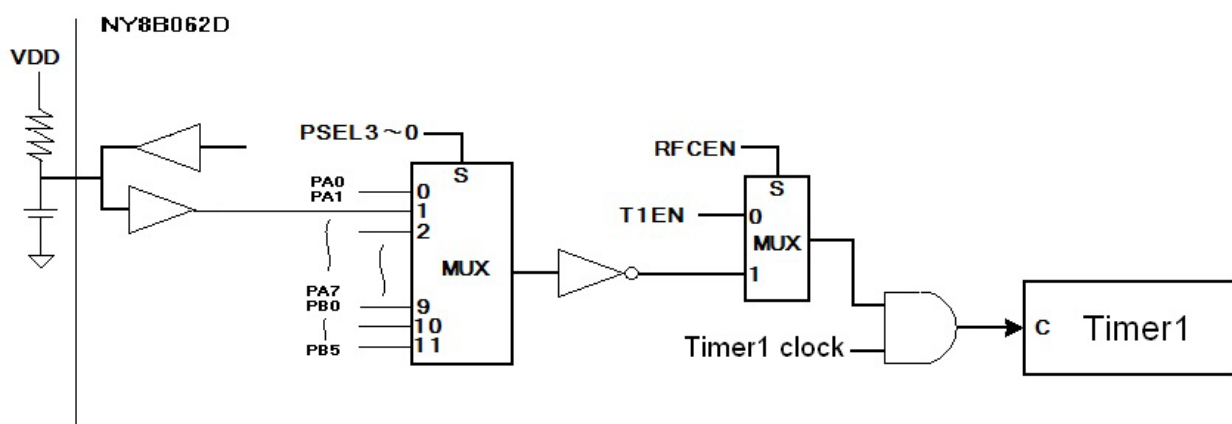 NY8B062D
VDD
PSEL3~0
S
PA0
0
PA1
1
2
MUX
PA7
PB0
9
10
PB5
11
RFCEN
S
T1EN
0
MUX
1
Timer1 clock
C
Timer1